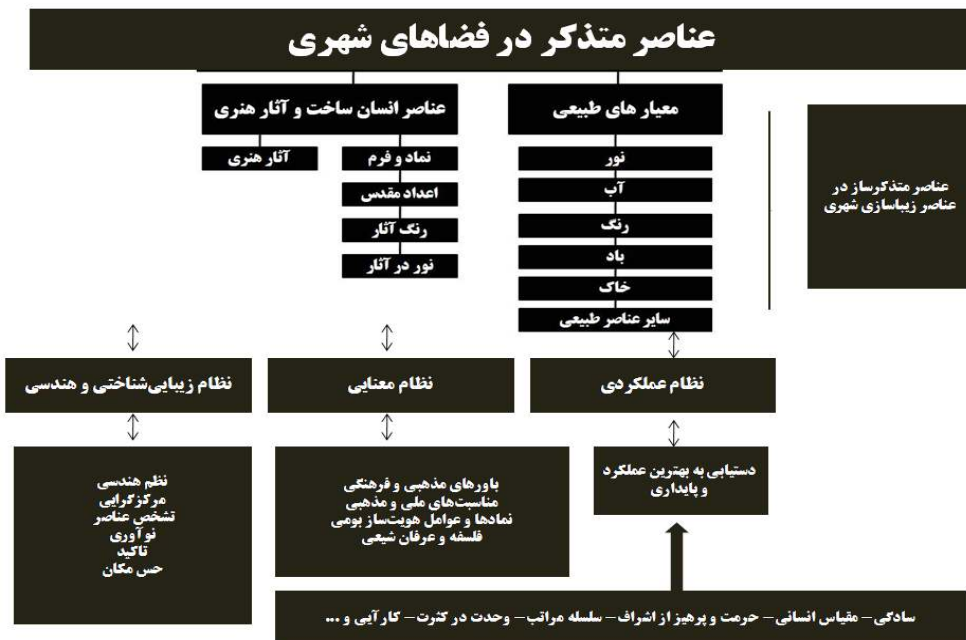 عناصر متذکر در فضاهای شهری
معیار های طبیعی
عناصر انسان ساخت و آثار هنری
نور
آب
رنگ
باد
خاک
سایر عناصر طبیعی
نماد و فرم
اعداد مقدس
رنگ آثار
نور در آثار
آثار هنری
عناصر متذکرساز در
عناصر زیباسازی شهری
نظام عملکردی
نظام معنایی
نظام زیبایی‌شناختی و هندسی
دستیابی به بهترین عملکرد
و پایداری
باورهای مذهبی و فرهنگی
مناسبت‌های ملی و مذهبی
نمادها و عوامل هویت‌ساز بومی
فلسفه و عرفان شیعی
نظم هندسی
مرکزگرایی
تشخص عناصر
نوآوری
تاکید
حس مکان
سادگی – مقیاس انسانی – حرمت و پرهیز از اشراف – سلسله مراتب – وحدت در کثرت – کارآیی و ...